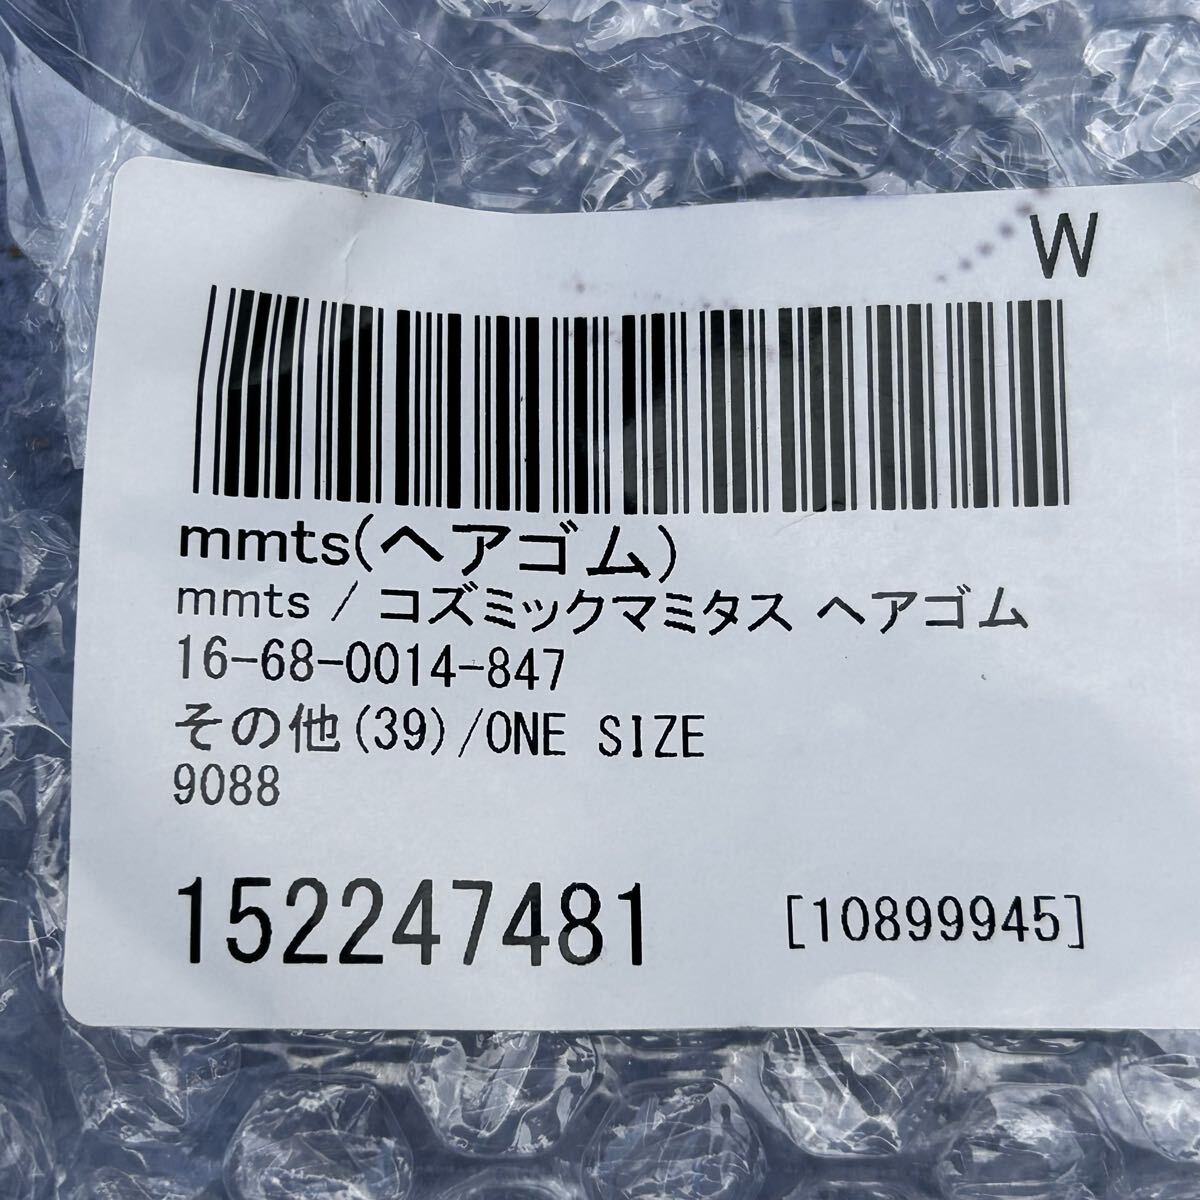 W
mmts(ヘアゴム)
mmts / コズミックマミタス ヘアゴム
16-68-0014-847
その他(39)/ONE SIZE
9088
152247481 [10899945]